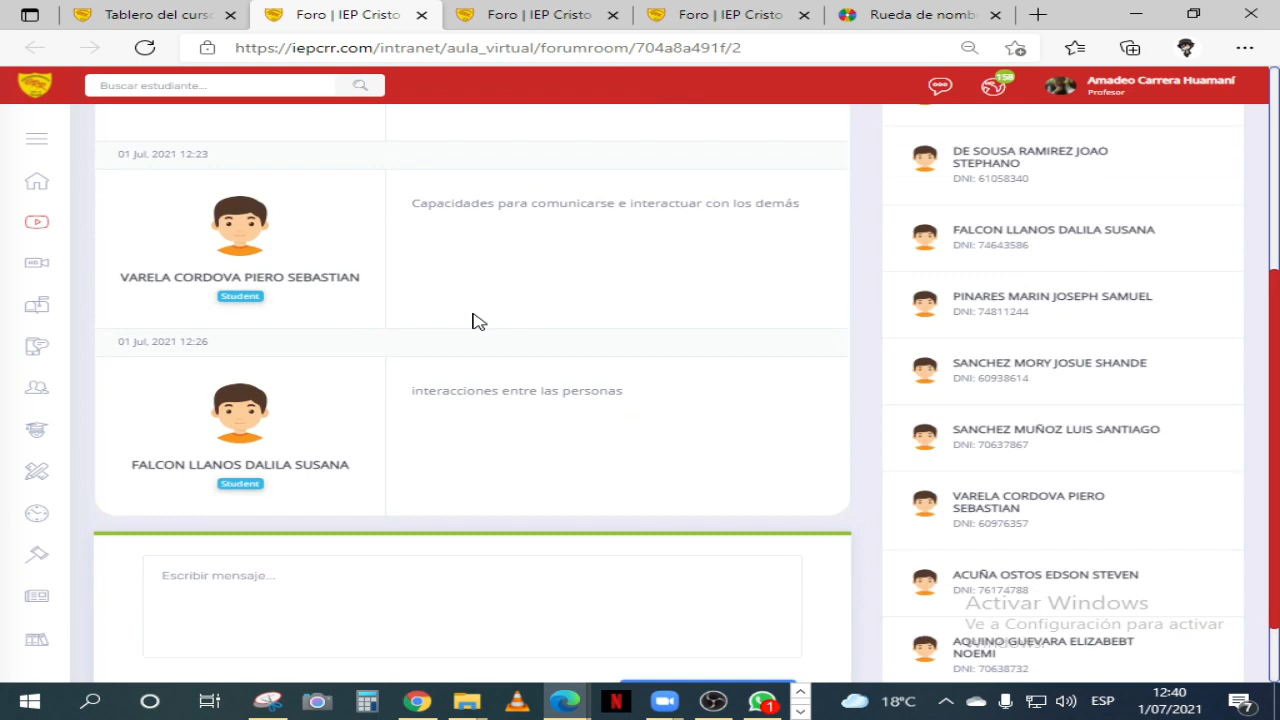 Tablero del curso
Foro | IEP Cristo
Foro | IEP Cristo
Foro | IEP Cristo
Rueda de nomb
https://iepcrr.com/intranet/aula_virtual/forumroom/704a8a491f/2
Buscar estudiante...
158
Amadeo Carrera Huamaní
Profesor
01 Jul, 2021 12:23
Capacidades para comunicarse e interactuar con los demás
VARELA CORDOVA PIERO SEBASTIAN
Student
01 Jul, 2021 12:26
interacciones entre las personas
FALCON LLANOS DALILA SUSANA
Student
Escribir mensaje...
DE SOUSA RAMIREZ JOAO
STEPHANO
DNI: 61058340
FALCON LLANOS DALILA SUSANA
DNI: 74643586
PINARES MARIN JOSEPH SAMUEL
DNI: 74811244
SANCHEZ MORY JOSUE SHANDE
DNI: 60938614
SANCHEZ MUÑOZ LUIS SANTIAGO
DNI: 70637867
VARELA CORDOVA PIERO
SEBASTIAN
DNI: 60976357
ACUÑA OSTOS EDSON STEVEN
DNI: 76174788
Activar Windows
Ve a Configuración para activar
Windows.
AQUINO GUEVARA ELIZABEBT
NOEMI
DNI: 70638732
N
1
18°C
ESP
12:40
1/07/2021
7